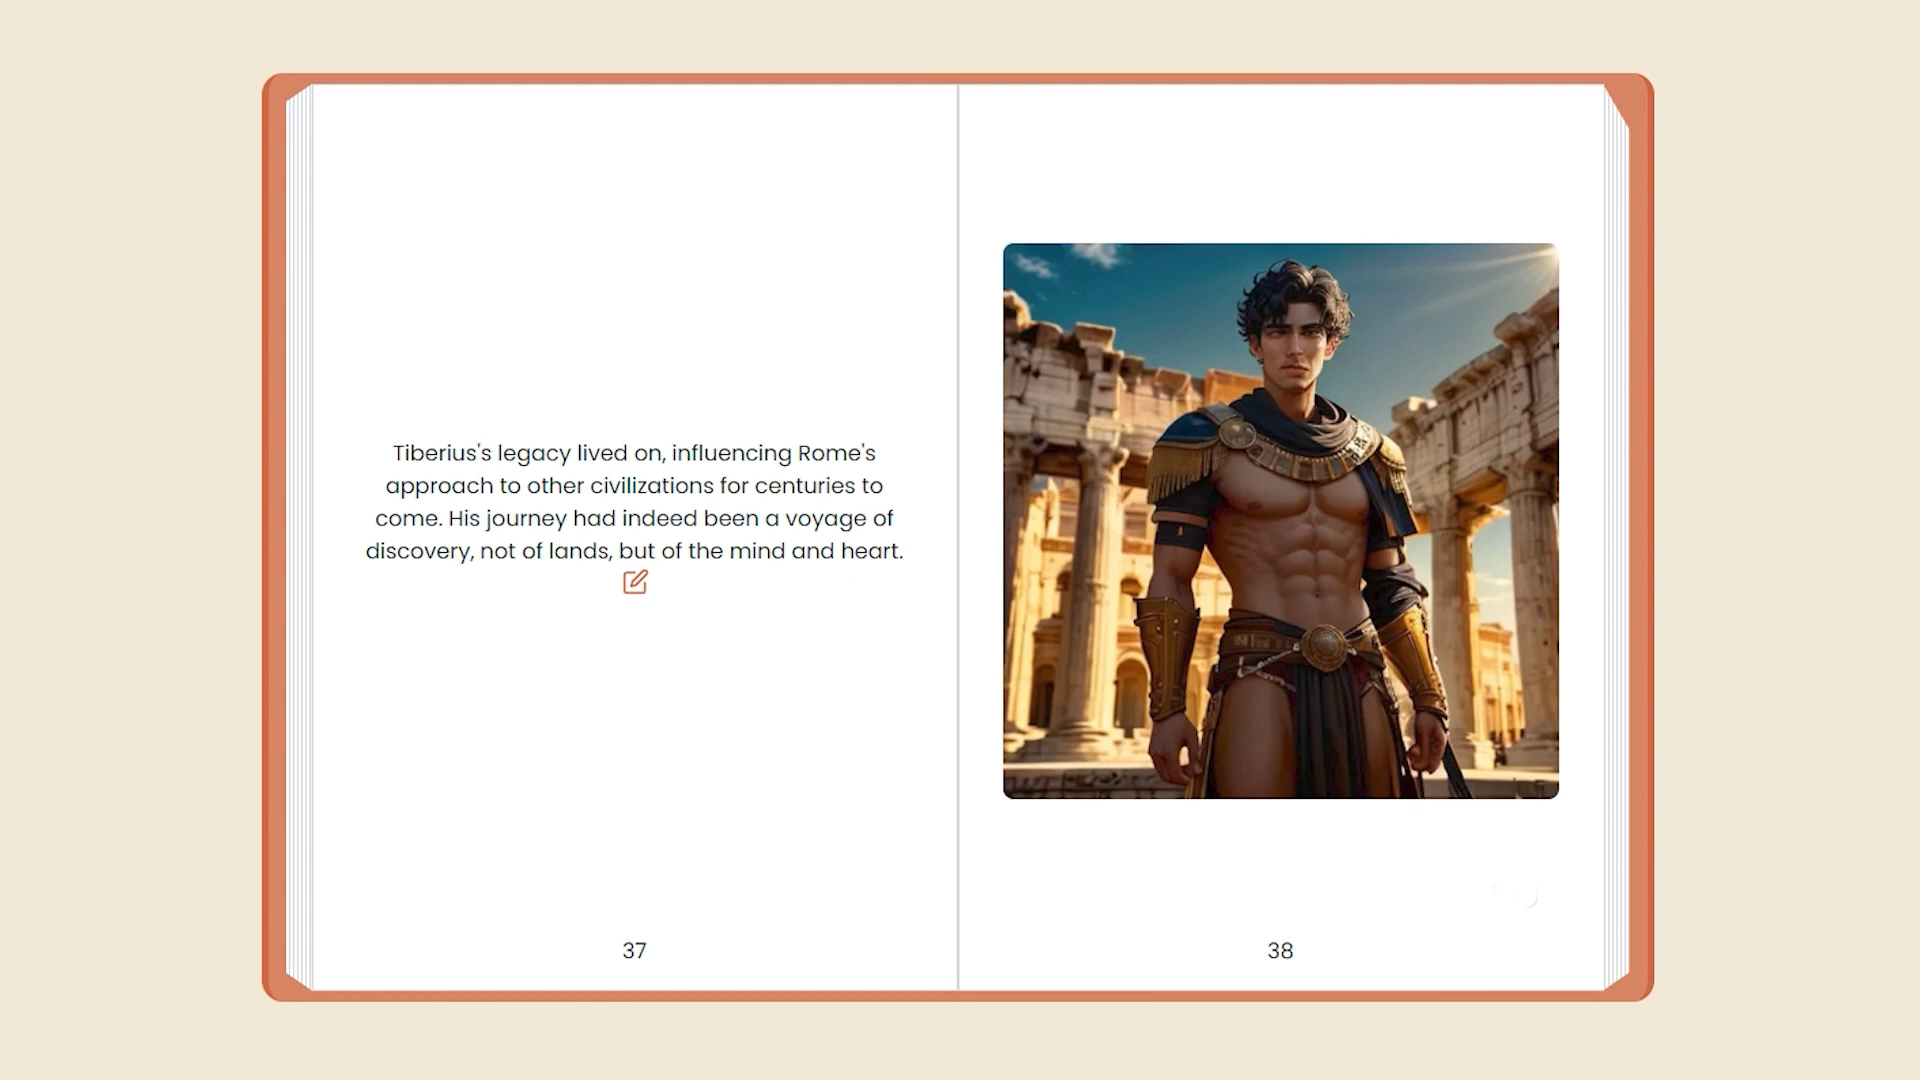 Tiberius's legacy lived on, influencing Rome's
approach to other civilizations for centuries to
come. His journey had indeed been a voyage of
discovery, not of lands, but of the mind and heart.
37
38